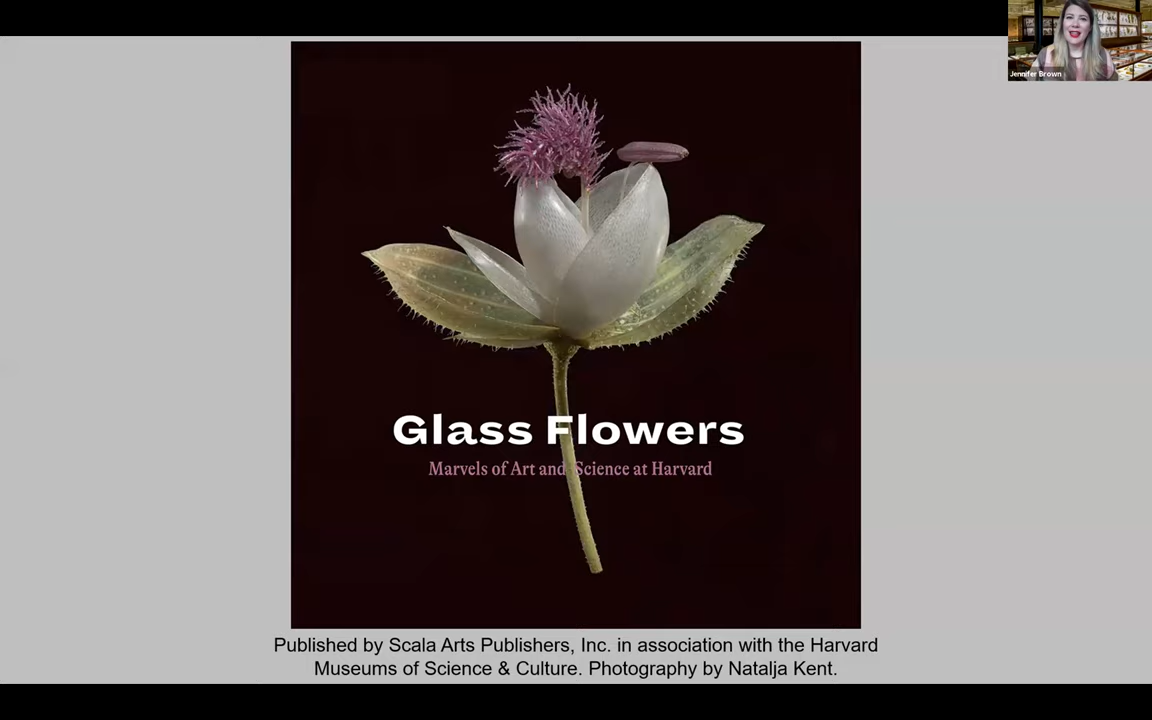 Jennifer Brown
Glass Flowers
Marvels of Art and Science at Harvard
Published by Scala Arts Publishers, Inc. in association with the Harvard
Museums of Science & Culture. Photography by Natalja Kent.